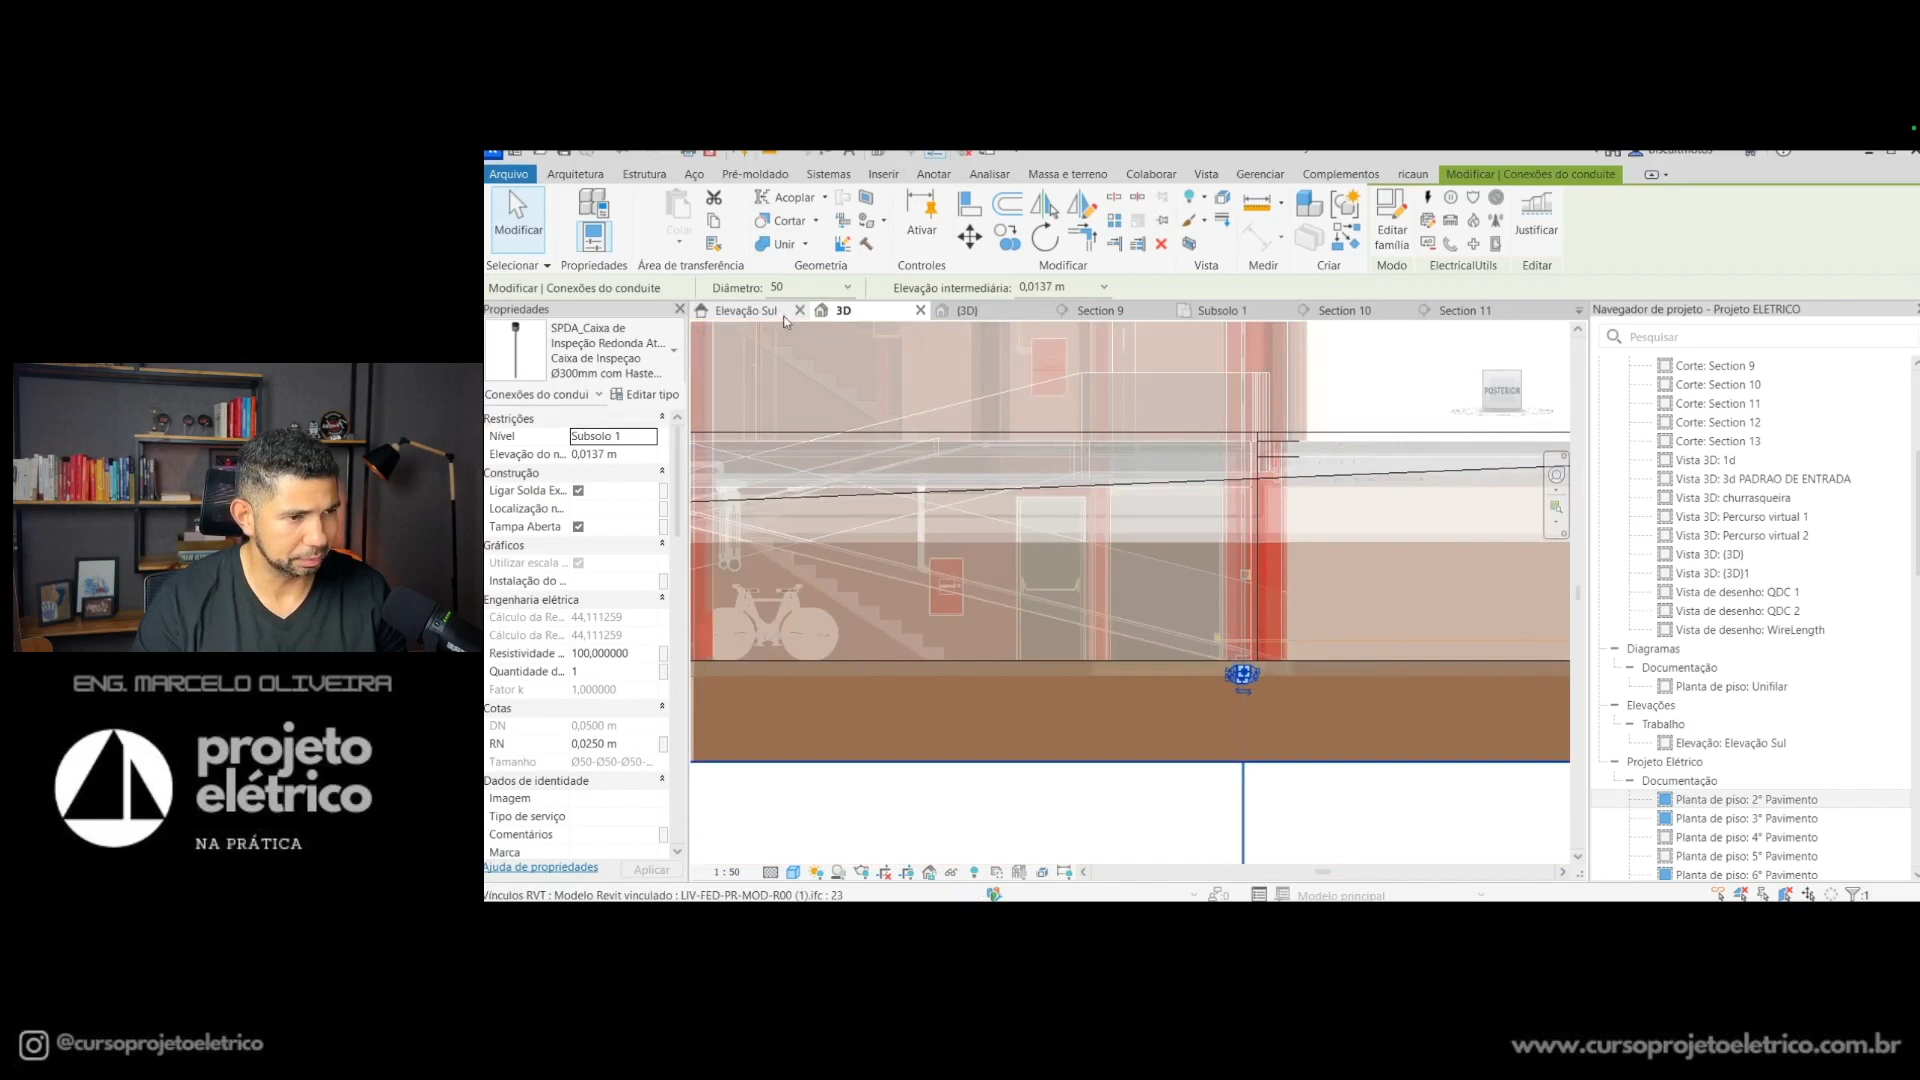 Arquivo Arquitetura Estrutura Aço Pré-moldado Sistemas Inserir Anotar Analisar Massa e terreno Colaborar Vista Gerenciar Complementos ricaun Modificar | Conexões do conduite
Modificar
Colar
Acoplar
Cortar
Unir
Ativar
Editar família
Justificar
Selecionar Propriedades Área de transferência Geometria Controles Modificar Vista Medir Criar Modo ElectricalUtils Editar
Modificar | Conexões do conduite Diâmetro: 50 Elevação intermediária: 0,0137 m
Propriedades
Elevação Sul 3D {3D} Section 9 Subsolo 1 Section 10 Section 11
Navegador de projeto - Projeto ELETRICO
Pesquisar
SPDA_Caixa de
Inspeção Redonda At...
Caixa de Inspeçao
Ø300mm com Haste...
Conexões do condui Editar tipo
Restrições
Nível Subsolo 1
Elevação do n... 0,0137 m
Construção
Ligar Solda Ex...
Localização n...
Tampa Aberta
Gráficos
Utilizar escala ...
Instalação do ...
Engenharia elétrica
Cálculo da Re... 44,111259
Cálculo da Re... 44,111259
Resistividade ... 100,000000
Quantidade d... 1
Fator k 1,000000
Cotas
DN 0,0500 m
RN 0,0250 m
Tamanho Ø50-Ø50-Ø50-...
Dados de identidade
Imagem
Tipo de serviço
Comentários
Marca
Ajuda de propriedades Aplicar
POSTERIOR
Corte: Section 9
Corte: Section 10
Corte: Section 11
Corte: Section 12
Corte: Section 13
Vista 3D: 1d
Vista 3D: 3d PADRAO DE ENTRADA
Vista 3D: churrasqueira
Vista 3D: Percurso virtual 1
Vista 3D: Percurso virtual 2
Vista 3D: {3D}
Vista 3D: {3D}1
Vista de desenho: QDC 1
Vista de desenho: QDC 2
Vista de desenho: WireLength
Diagramas
Documentação
Planta de piso: Unifilar
Elevações
Trabalho
Elevação: Elevação Sul
Projeto Elétrico
Documentação
Planta de piso: 2° Pavimento
Planta de piso: 3° Pavimento
Planta de piso: 4° Pavimento
Planta de piso: 5° Pavimento
Planta de piso: 6° Pavimento
1 : 50
Vínculos RVT : Modelo Revit vinculado : LIV-FED-PR-MOD-R00 (1).ifc : 23
:0
Modelo principal
:1
ENG. MARCELO OLIVEIRA
projeto
elétrico
NA PRÁTICA
@cursoprojetoeletrico
www.cursoprojetoeletrico.com.br